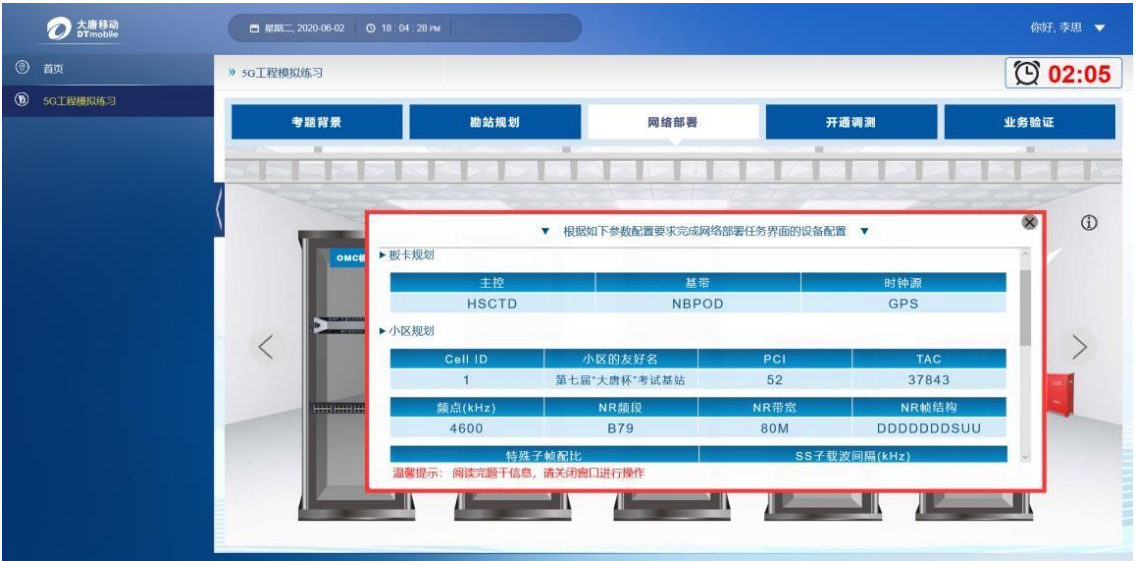 大唐移动
DTmobile
星期二, 2020-06-02 18 : 04 : 28 PM
你好, 李思
首页
5G工程模拟练习
5G工程模拟练习
02:05
考题背景 勘站规划 网络部署 开通调测 业务验证
根据如下参数配置要求完成网络部署任务界面的设备配置
OMC
板卡规划
主控 基带 时钟源
HSCTD NBPOD GPS
小区规划
Cell ID 小区的友好名 PCI TAC
1 第七届"大唐杯"考试基站 52 37843
频点(kHz) NR频段 NR带宽 NR帧结构
4600 B79 80M DDDDDDDSUU
特殊子帧配比 SS子载波间隔(kHz)
温馨提示： 阅读完题干信息，请关闭窗口进行操作